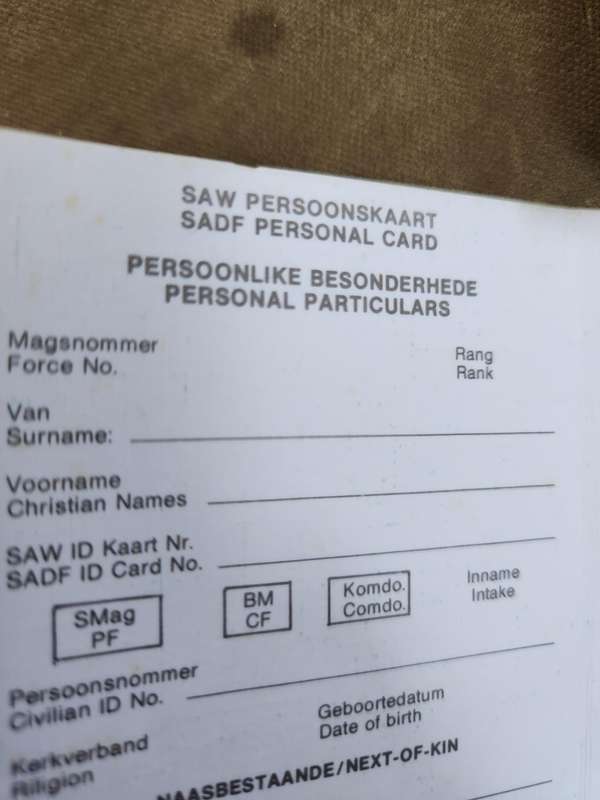 SAW PERSOONSKAART
SADF PERSONAL CARD
PERSOONLIKE BESONDERHEDE
PERSONAL PARTICULARS
Magsnommer
Force No.
Rang
Rank
Van
Surname:
Voorname
Christian Names
SAW ID Kaart Nr.
SADF ID Card No.
SMag
PF
BM
CF
Komdo.
Comdo.
Inname
Intake
Persoonsnommer
Civilian ID No.
Geboortedatum
Date of birth
Kerkverband
Riligion
NAASBESTAANDE/NEXT-OF-KIN